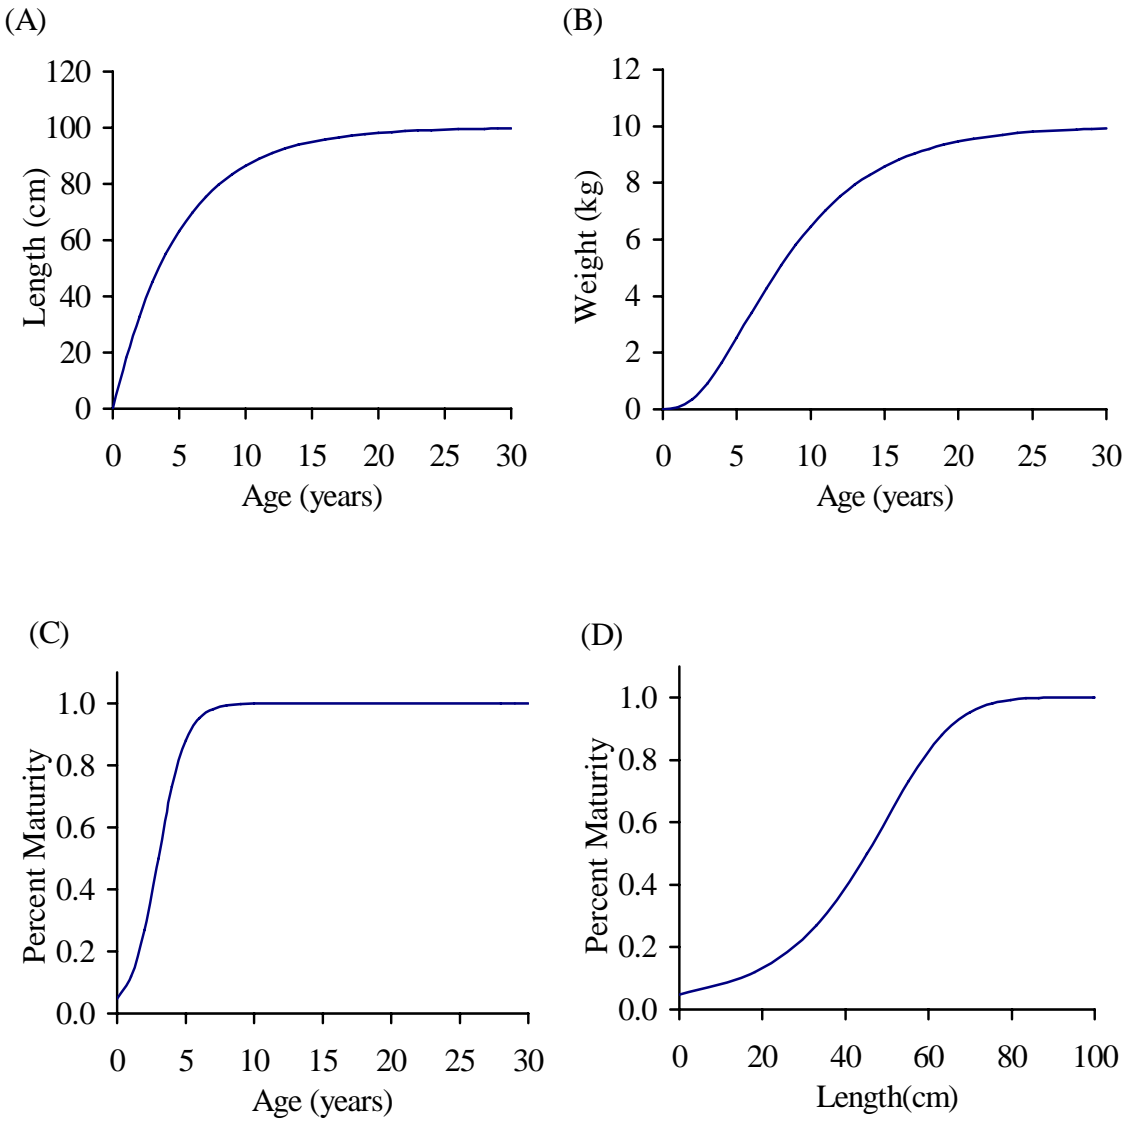 (A)
120
100
80
60
40
20
0
Length (cm)
0 5 10 15 20 25 30
Age (years)
(B)
12
10
8
6
4
2
0
Weight (kg)
0 5 10 15 20 25 30
Age (years)
(C)
1.0
0.8
0.6
0.4
0.2
0.0
Percent Maturity
0 5 10 15 20 25 30
Age (years)
(D)
1.0
0.8
0.6
0.4
0.2
0.0
Percent Maturity
0 20 40 60 80 100
Length(cm)